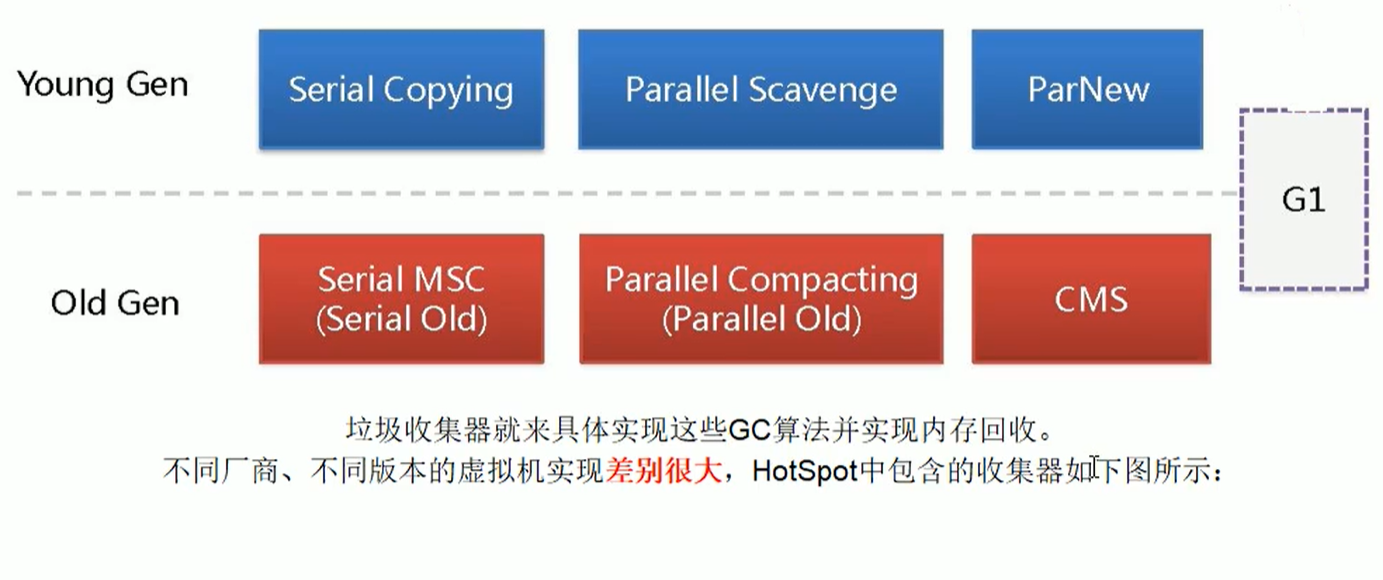 Young Gen
Serial Copying
Parallel Scavenge
ParNew
G1
Old Gen
Serial MSC
(Serial Old)
Parallel Compacting
(Parallel Old)
CMS
垃圾收集器就来具体实现这些GC算法并实现内存回收。
不同厂商、不同版本的虚拟机实现差别很大，HotSpot中包含的收集器如下图所示：